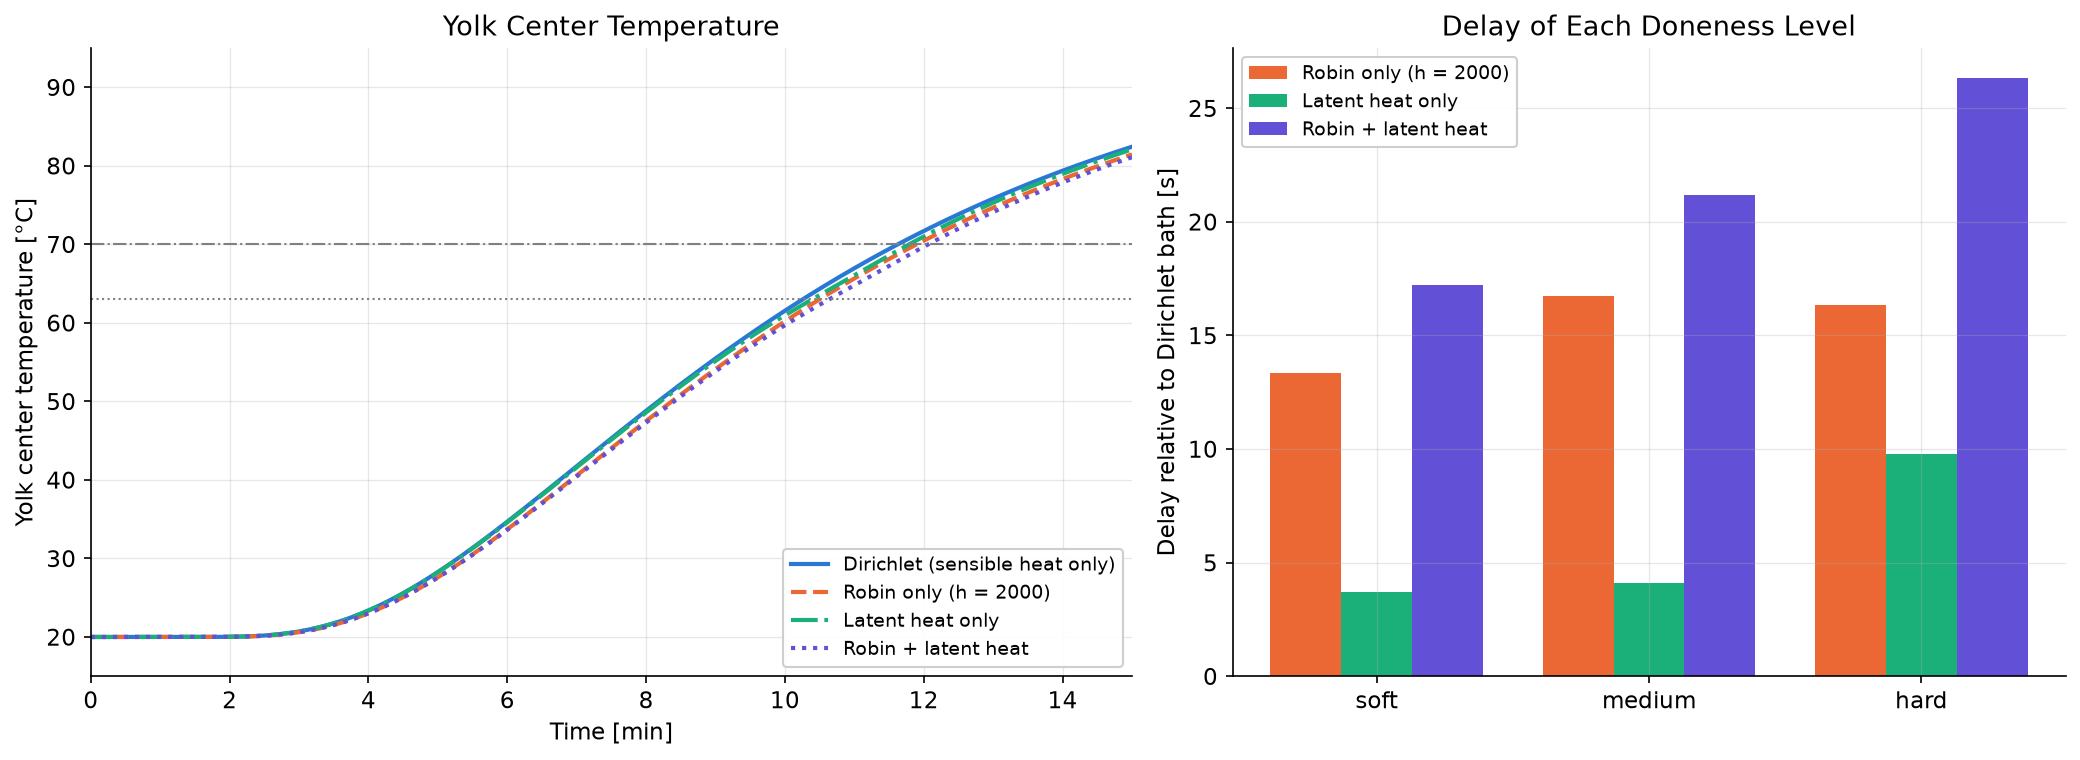 Yolk Center Temperature
Yolk center temperature [°C]
90
80
70
60
50
40
30
20
0 2 4 6 8 10 12 14
Time [min]
Dirichlet (sensible heat only)
Robin only (h = 2000)
Latent heat only
Robin + latent heat
Delay of Each Doneness Level
Delay relative to Dirichlet bath [s]
25
20
15
10
5
0
soft medium hard
Robin only (h = 2000)
Latent heat only
Robin + latent heat